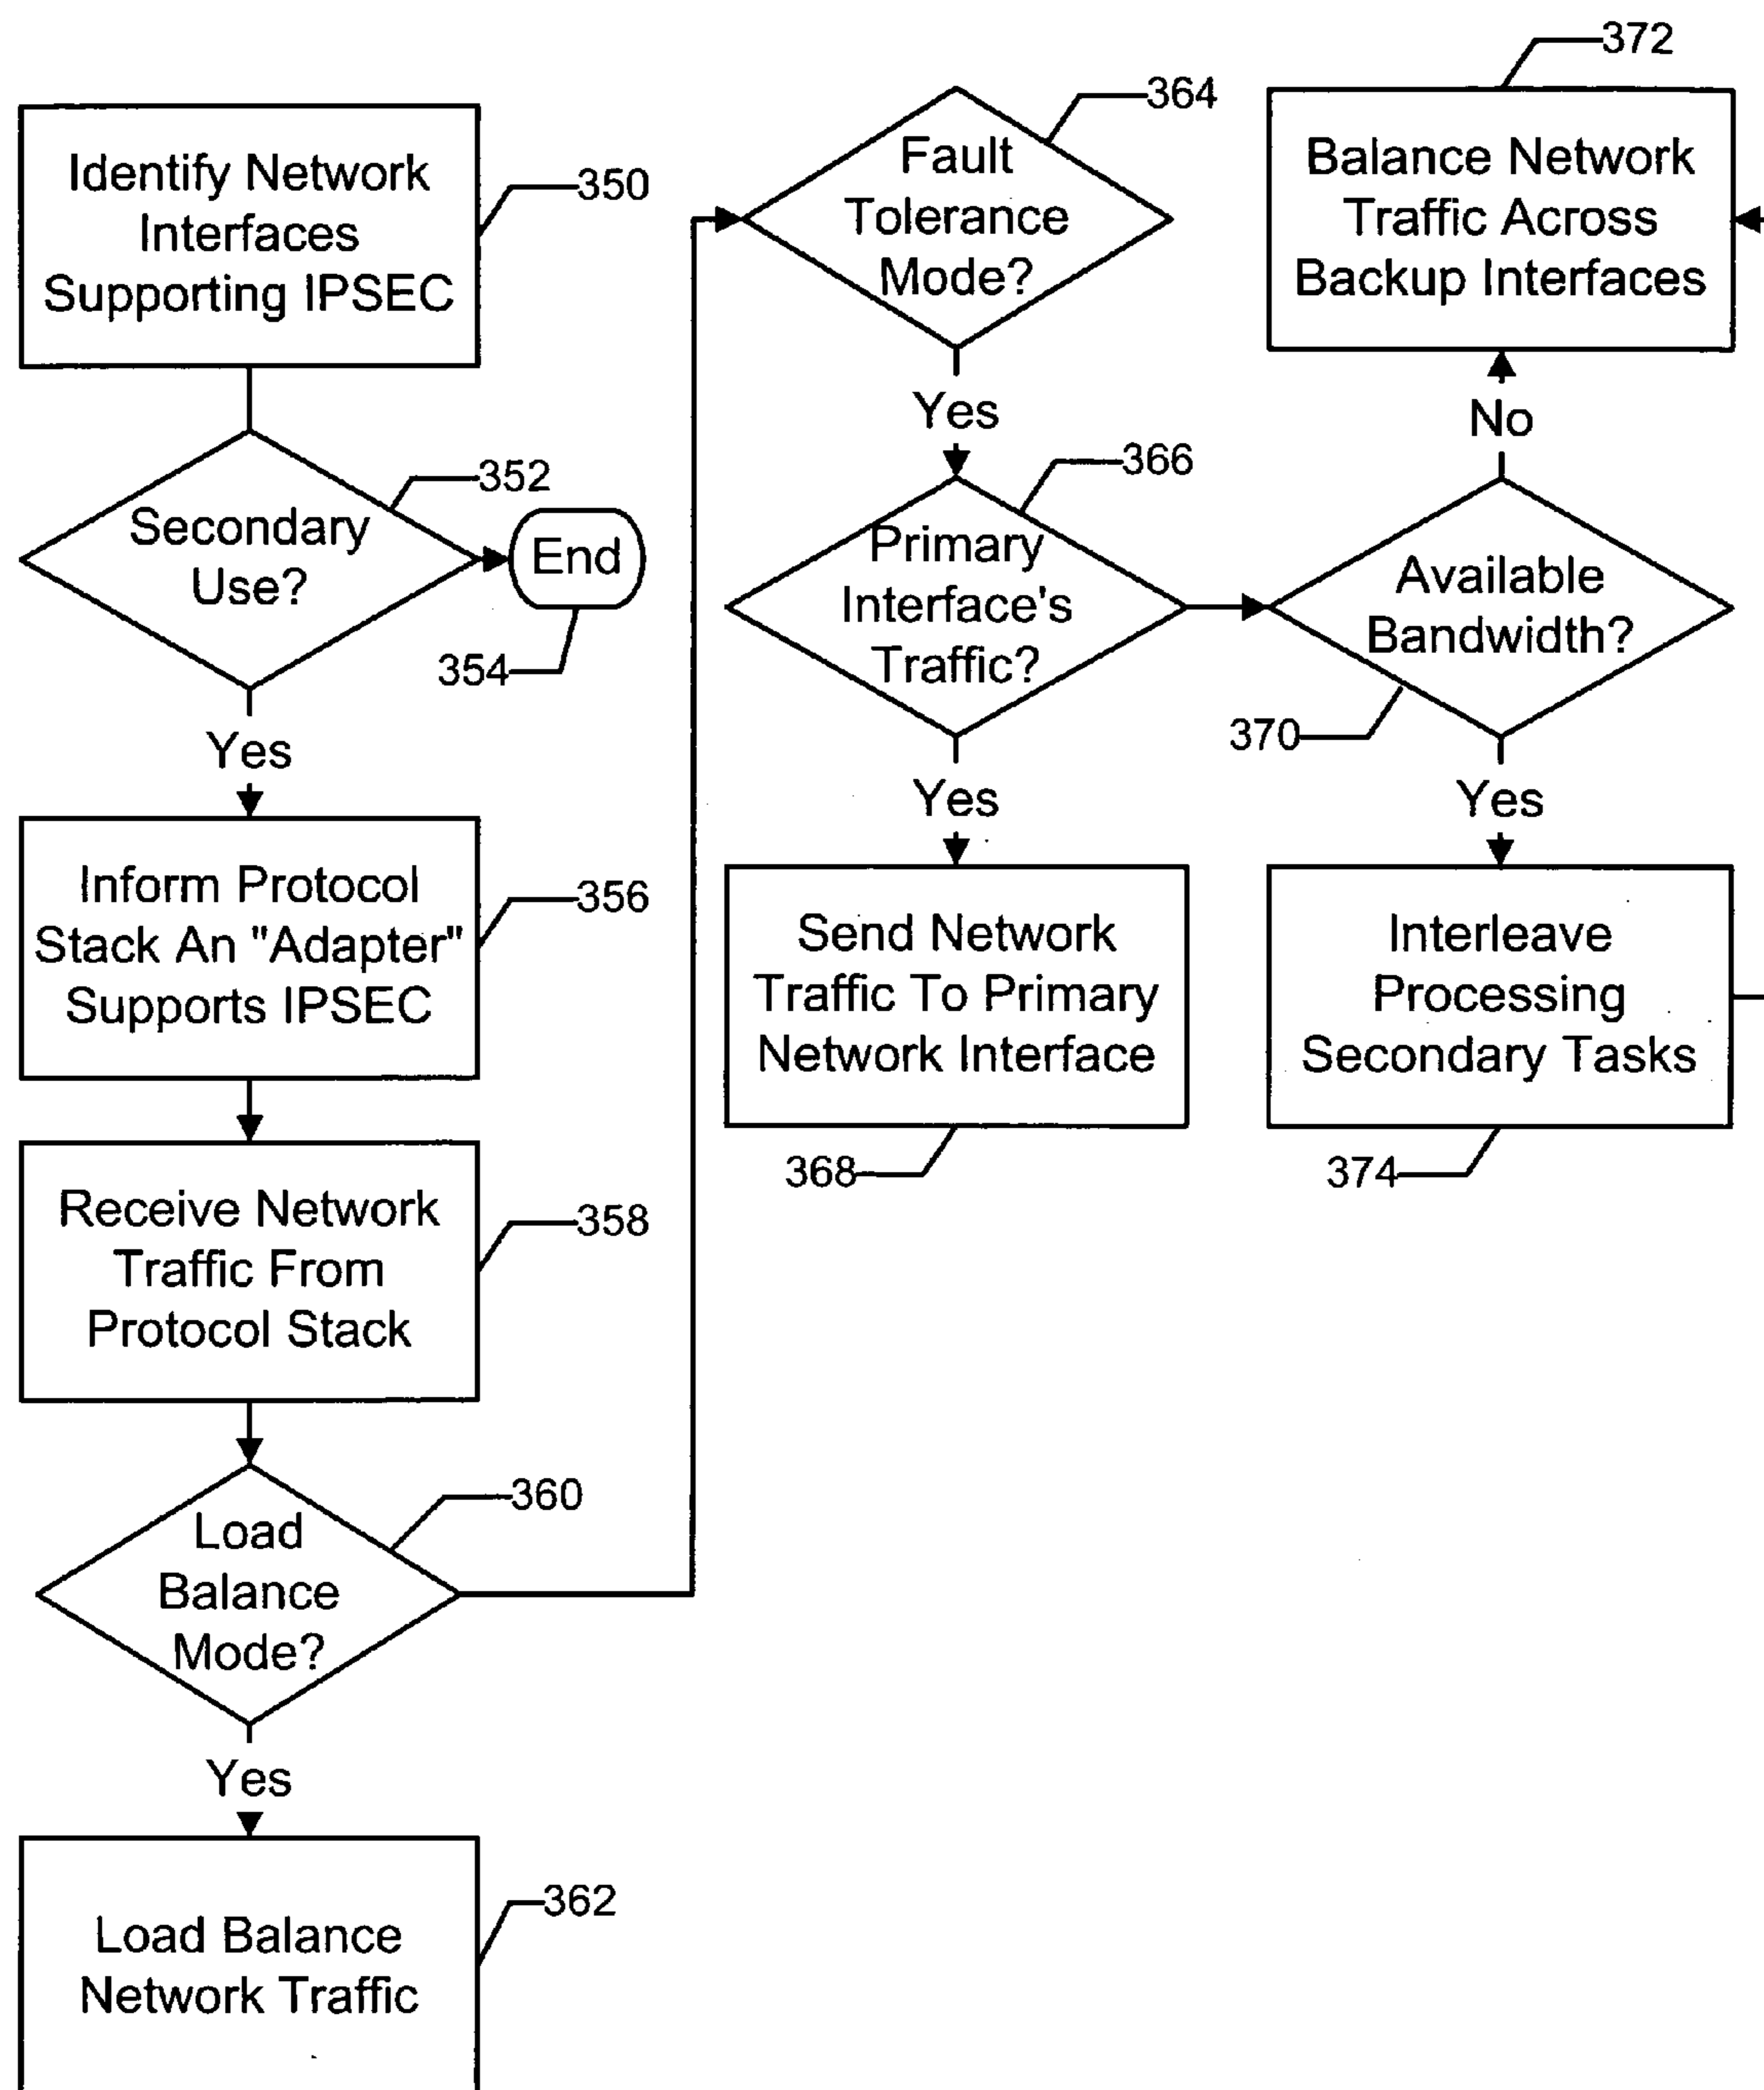 Identify Network
Interfaces
Supporting IPSEC
350
Secondary
Use?
352
End
354
Yes
Inform Protocol
Stack An "Adapter"
Supports IPSEC
356
Receive Network
Traffic From
Protocol Stack
358
Load
Balance
Mode?
360
Yes
Load Balance
Network Traffic
362
Fault
Tolerance
Mode?
364
Yes
Primary
Interface's
Traffic?
366
Yes
Send Network
Traffic To Primary
Network Interface
368
372
Balance Network
Traffic Across
Backup Interfaces
No
Available
Bandwidth?
370
Yes
Interleave
Processing
Secondary Tasks
374